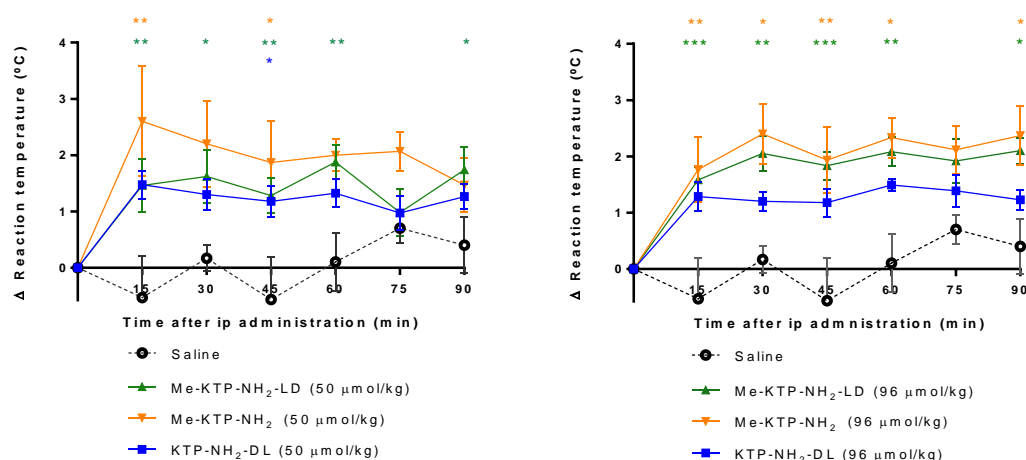 ** *
** * ** ** *
*
4
3
2
1
0
15 30 45 60 75 90
Δ Reaction temperature (ºC)
Time after ip administration (min)
Saline
Me-KTP-NH₂-LD (50 μmol/kg)
Me-KTP-NH₂ (50 μmol/kg)
KTP-NH₂-DL (50 μmol/kg)
** * ** * *
*** ** *** ** *
4
3
2
1
0
15 30 45 60 75 90
Δ Reaction temperature (ºC)
Time after ip admnistration (min)
Saline
Me-KTP-NH₂-LD (96 μmol/kg)
Me-KTP-NH₂ (96 μmol/kg)
KTP-NH₂-DL (96 μmol/kg)